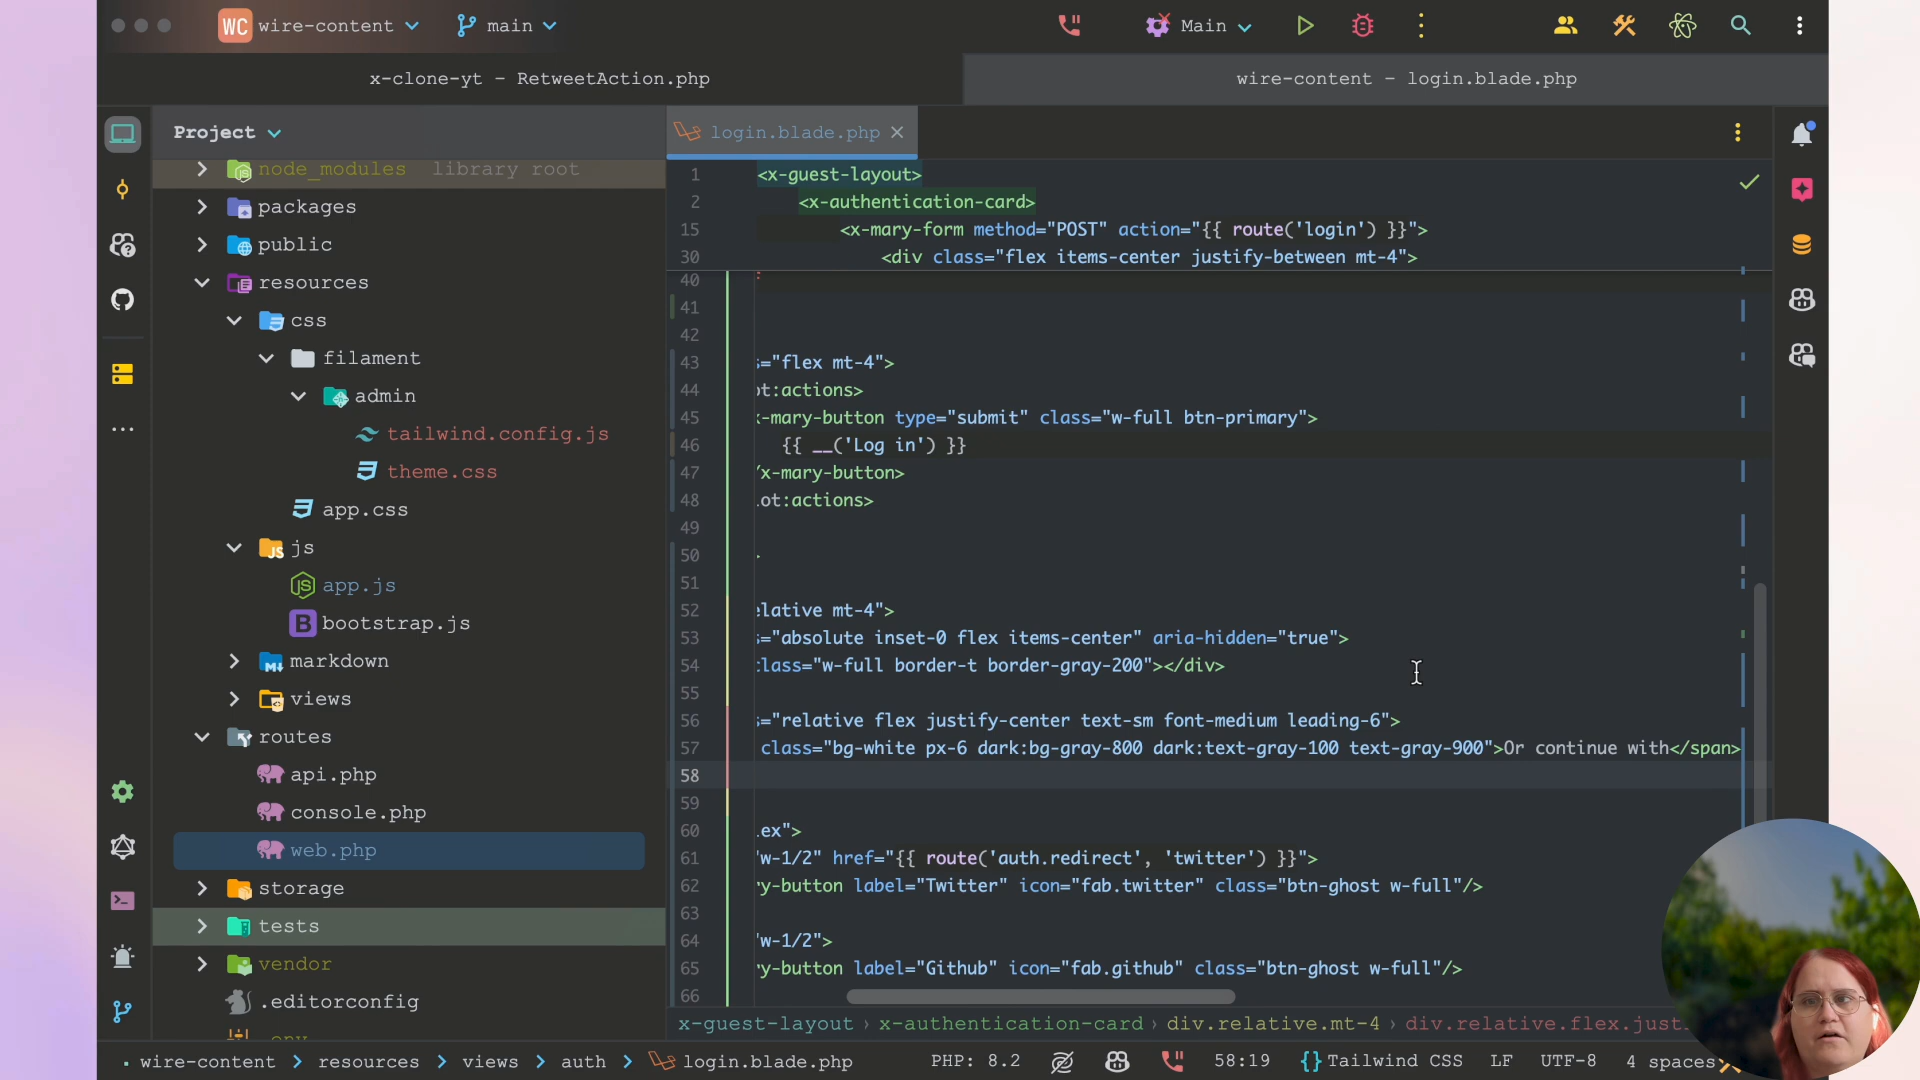 WC wire-content main Main
x-clone-yt – RetweetAction.php
wire-content – login.blade.php
Project
node_modules library root
packages
public
resources
css
filament
admin
tailwind.config.js
theme.css
app.css
js
app.js
bootstrap.js
markdown
views
routes
api.php
console.php
web.php
storage
tests
vendor
.editorconfig
login.blade.php
1 <x-guest-layout>
2 <x-authentication-card>
15 <x-mary-form method="POST" action="{{ route('login') }}">
30 <div class="flex items-center justify-between mt-4">
40
41
42
43 s="flex mt-4">
44 ot:actions>
45 x-mary-button type="submit" class="w-full btn-primary">
46 {{ __('Log in') }}
47 /x-mary-button>
48 lot:actions>
49
50
51
52 elative mt-4">
53 s="absolute inset-0 flex items-center" aria-hidden="true">
54 class="w-full border-t border-gray-200"></div>
55
56 s="relative flex justify-center text-sm font-medium leading-6">
57 class="bg-white px-6 dark:bg-gray-800 dark:text-gray-100 text-gray-900">Or continue with</span>
58
59
60 lex">
61 "w-1/2" href="{{ route('auth.redirect', 'twitter') }}">
62 ry-button label="Twitter" icon="fab.twitter" class="btn-ghost w-full"/>
63
64 "w-1/2">
65 ry-button label="Github" icon="fab.github" class="btn-ghost w-full"/>
66
x-guest-layout › x-authentication-card › div.relative.mt-4 › div.relative.flex.just
wire-content > resources > views > auth > login.blade.php PHP: 8.2 58:19 {} Tailwind CSS LF UTF-8 4 spaces